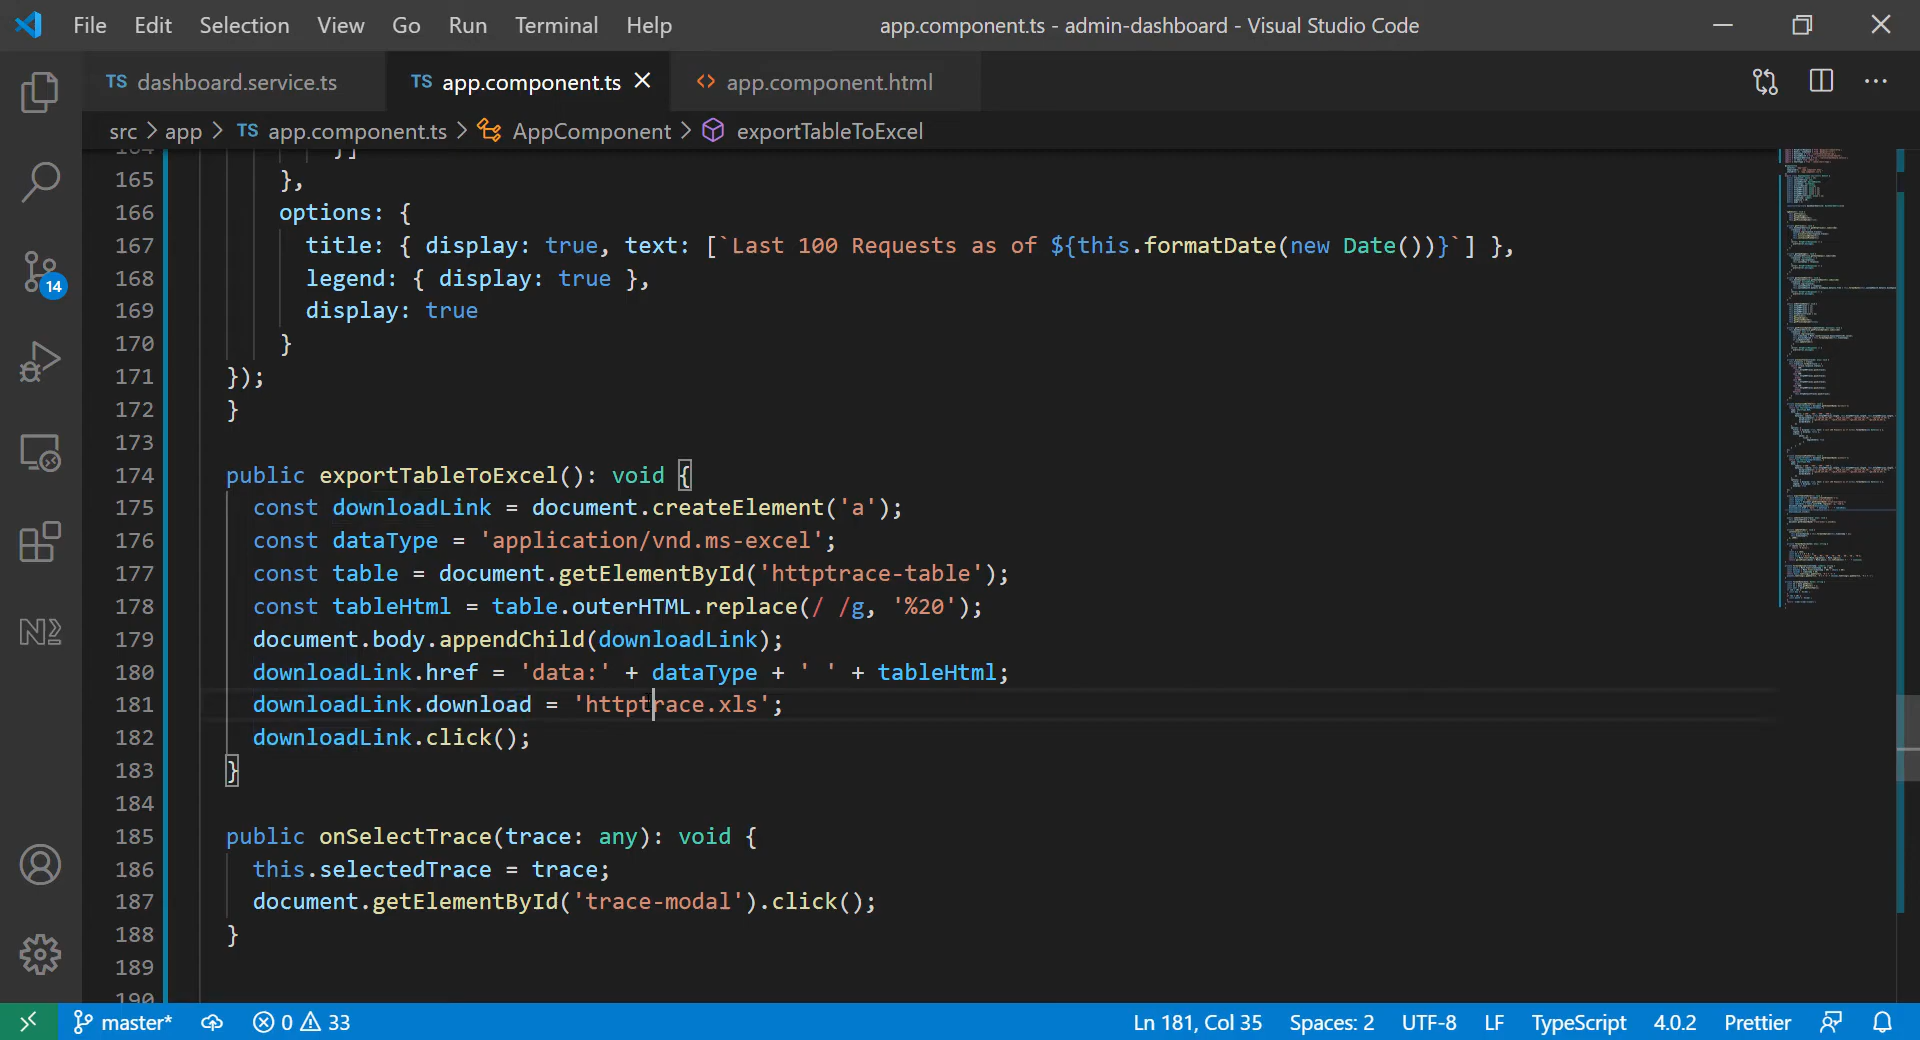 File Edit Selection View Go Run Terminal Help app.component.ts - admin-dashboard - Visual Studio Code
TS dashboard.service.ts TS app.component.ts app.component.html
src > app > TS app.component.ts > AppComponent > exportTableToExcel
164 }]
165 },
166 options: {
167 title: { display: true, text: [`Last 100 Requests as of ${this.formatDate(new Date())}`] },
168 legend: { display: true },
169 display: true
170 }
171 });
172 }
173
174 public exportTableToExcel(): void {
175 const downloadLink = document.createElement('a');
176 const dataType = 'application/vnd.ms-excel';
177 const table = document.getElementById('httptrace-table');
178 const tableHtml = table.outerHTML.replace(/ /g, '%20');
179 document.body.appendChild(downloadLink);
180 downloadLink.href = 'data:' + dataType + ' ' + tableHtml;
181 downloadLink.download = 'httptrace.xls';
182 downloadLink.click();
183 }
184
185 public onSelectTrace(trace: any): void {
186 this.selectedTrace = trace;
187 document.getElementById('trace-modal').click();
188 }
189
190
14
master* 0 33 Ln 181, Col 35 Spaces: 2 UTF-8 LF TypeScript 4.0.2 Prettier